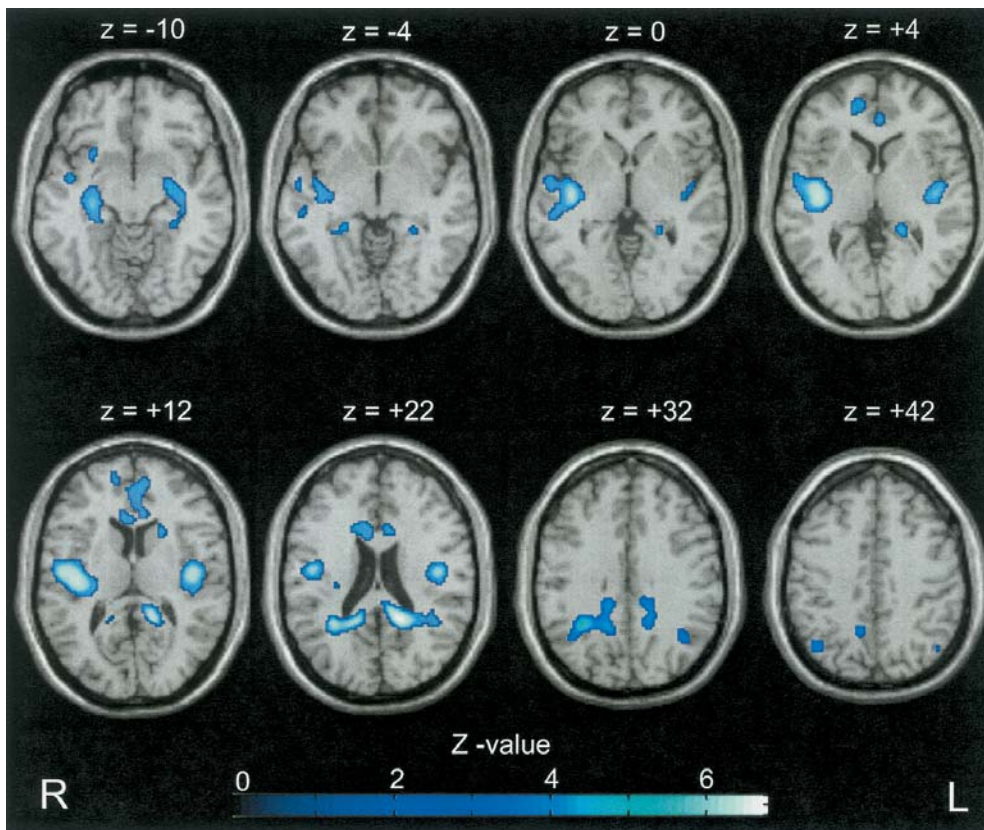 z = -10 z = -4 z = 0 z = +4
z = +12 z = +22 z = +32 z = +42
Z -value
0 2 4 6
R L